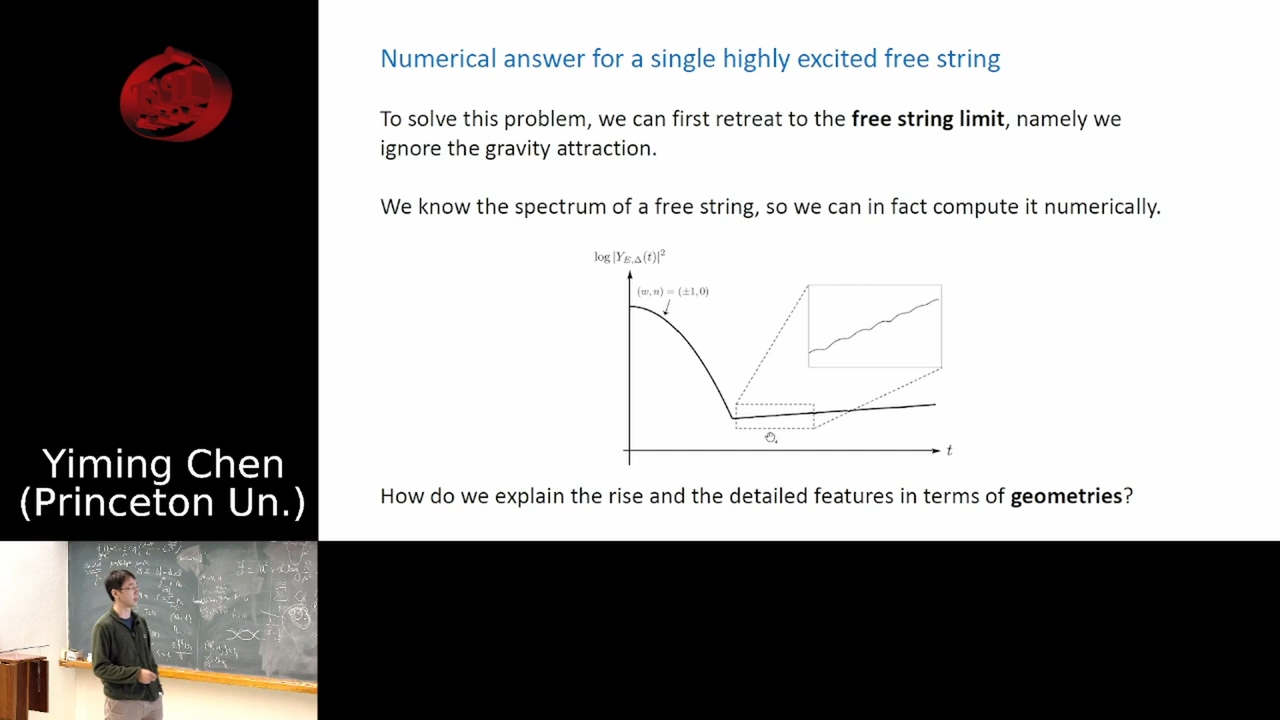 Numerical answer for a single highly excited free string
To solve this problem, we can first retreat to the free string limit, namely we
ignore the gravity attraction.
We know the spectrum of a free string, so we can in fact compute it numerically.
log |Y_{E,Δ}(t)|²
(w, n) = (±1, 0)
t
How do we explain the rise and the detailed features in terms of geometries?
Yiming Chen
(Princeton Un.)